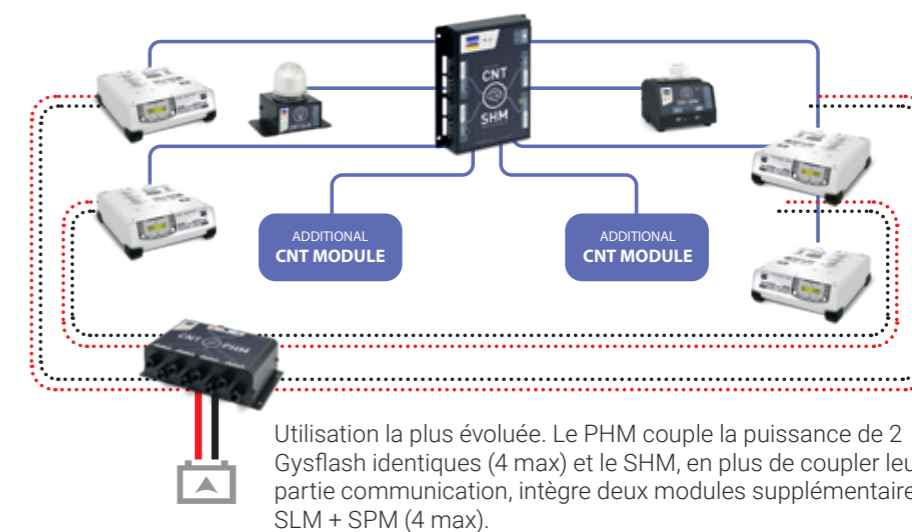 CNT
SHM
ADDITIONAL
CNT MODULE
ADDITIONAL
CNT MODULE
CNT PHM
Utilisation la plus évoluée. Le PHM couple la puissance de 2
Gysflash identiques (4 max) et le SHM, en plus de coupler leu
partie communication, intègre deux modules supplémentaire
SLM + SPM (4 max).